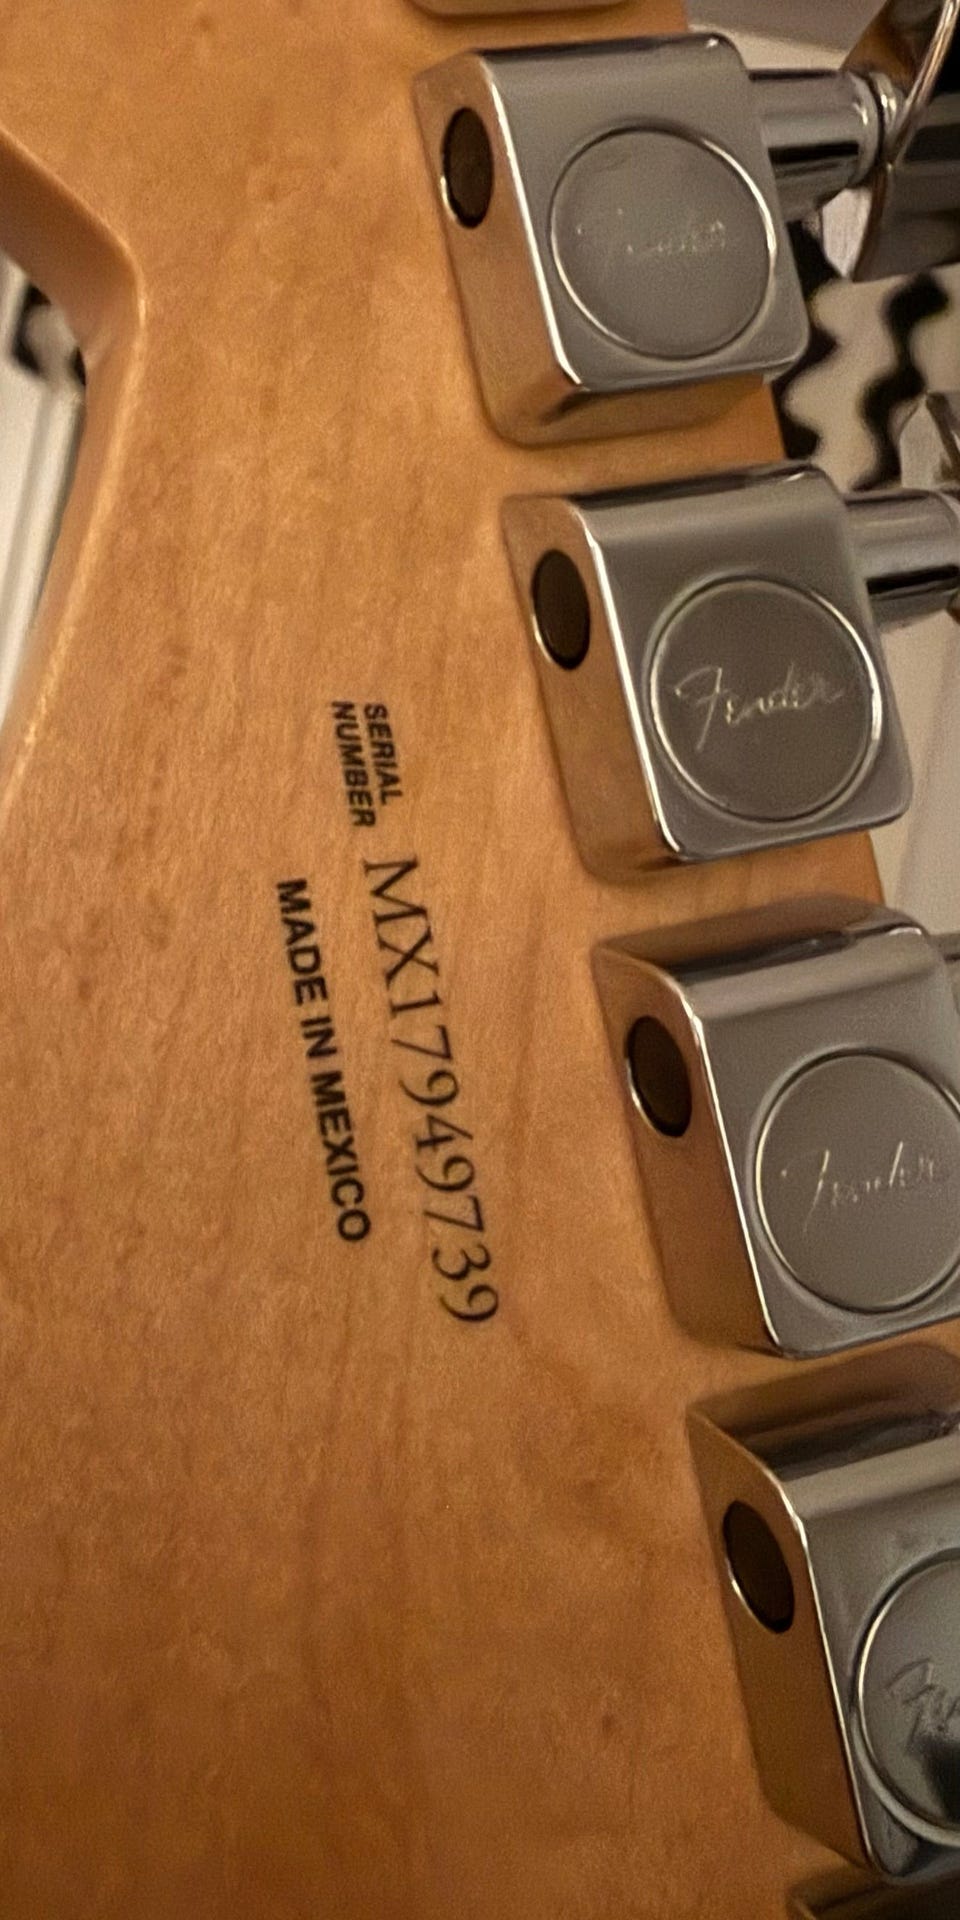 Fender
Fender
Fender
SERIAL
NUMBER
MX17949739
MADE IN MEXICO